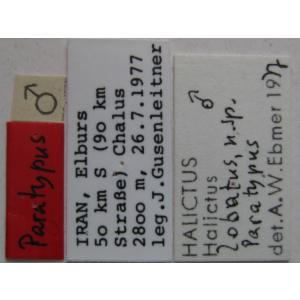 Paratypus
♂
IRAN, Elburs
50 km S (90 km
Straße) Chalus
2800 m, 26.7.1977
leg.J.Gusenleitner
♂
HALICTUS
Halictus
lobatus, n.sp.
Paratypus
det.A.W.Ebmer 1977